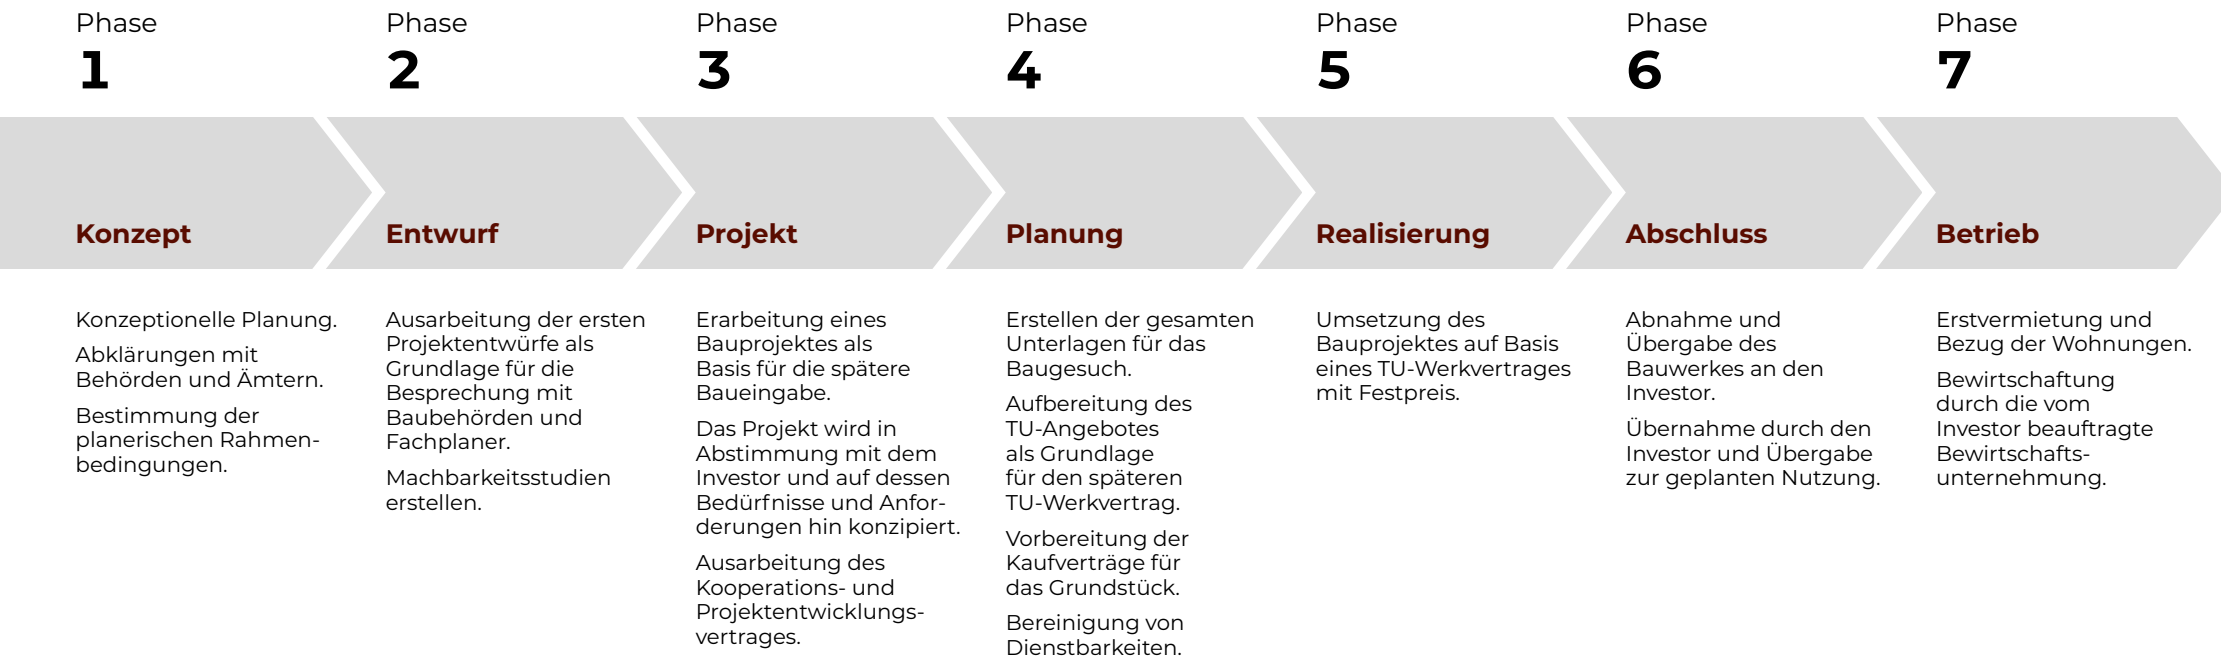 Phase
1
Konzept
Konzeptionelle Planung.
Abklärungen mit
Behörden und Ämtern.
Bestimmung der
planerischen Rahmen-
bedingungen.
Phase
2
Entwurf
Ausarbeitung der ersten
Projektentwürfe als
Grundlage für die
Besprechung mit
Baubehörden und
Fachplaner.
Machbarkeitsstudien
erstellen.
Phase
3
Projekt
Erarbeitung eines
Bauprojektes als
Basis für die spätere
Baueingabe.
Das Projekt wird in
Abstimmung mit dem
Investor und auf dessen
Bedürfnisse und Anfor-
derungen hin konzipiert.
Ausarbeitung des
Kooperations- und
Projektentwicklungs-
vertrages.
Phase
4
Planung
Erstellen der gesamten
Unterlagen für das
Baugesuch.
Aufbereitung des
TU-Angebotes
als Grundlage
für den späteren
TU-Werkvertrag.
Vorbereitung der
Kaufverträge für
das Grundstück.
Bereinigung von
Dienstbarkeiten.
Phase
5
Realisierung
Umsetzung des
Bauprojektes auf Basis
eines TU-Werkvertrages
mit Festpreis.
Phase
6
Abschluss
Abnahme und
Übergabe des
Bauwerkes an den
Investor.
Übernahme durch den
Investor und Übergabe
zur geplanten Nutzung.
Phase
7
Betrieb
Erstvermietung und
Bezug der Wohnungen.
Bewirtschaftung
durch die vom
Investor beauftragte
Bewirtschafts-
unternehmung.